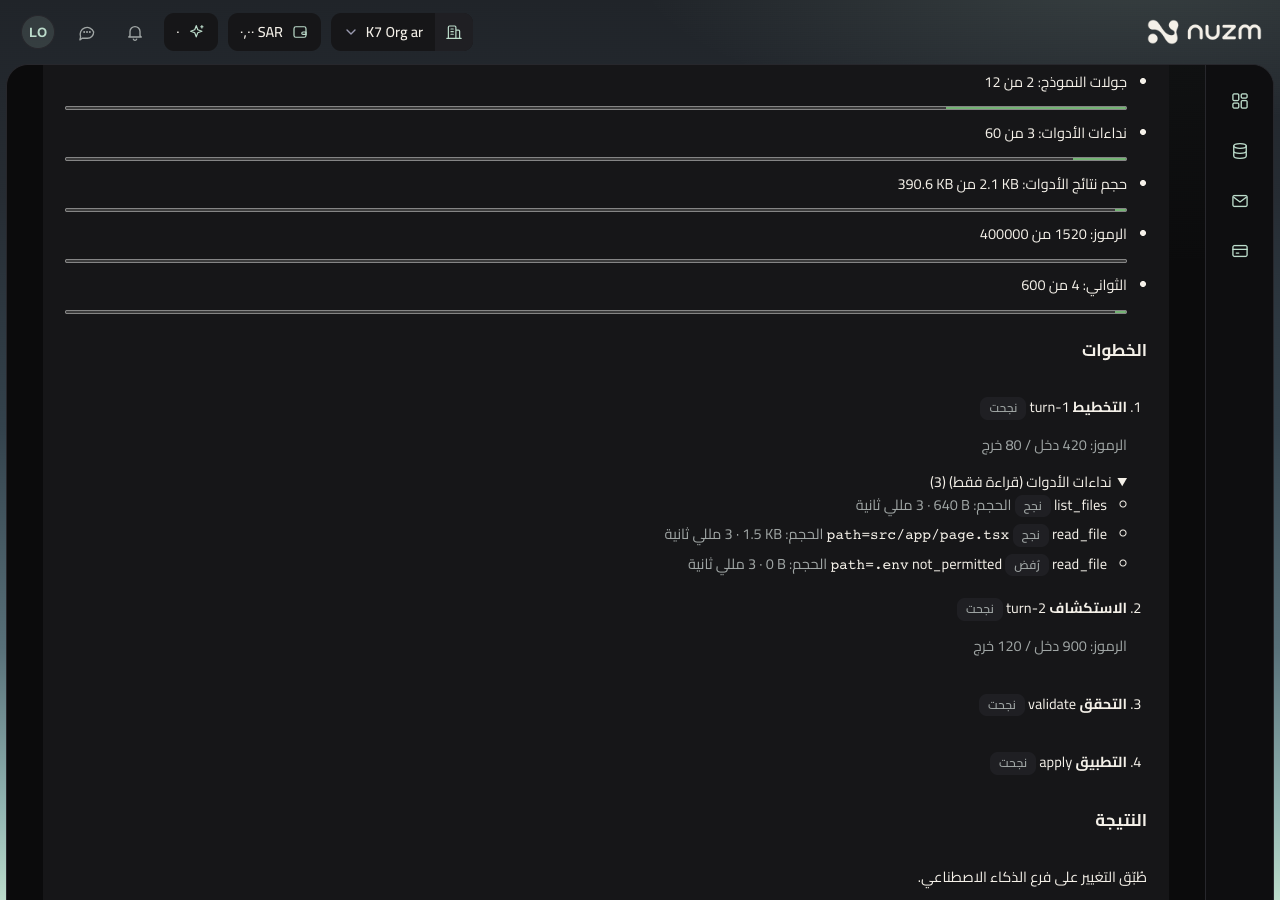 nuzm
K7 Org ar
٠,٠٠ SAR
٠
LO
جولات النموذج: 2 من 12
نداءات الأدوات: 3 من 60
حجم نتائج الأدوات: 2.1 KB من 390.6 KB
الرموز: 1520 من 400000
الثواني: 4 من 600
الخطوات
1. التخطيط turn-1 نجحت
الرموز: 420 دخل / 80 خرج
نداءات الأدوات (قراءة فقط) (3)
list_files نجح الحجم: 640 B · 3 مللي ثانية
read_file نجح path=src/app/page.tsx الحجم: 1.5 KB · 3 مللي ثانية
read_file رُفض not_permitted path=.env الحجم: 0 B · 3 مللي ثانية
2. الاستكشاف turn-2 نجحت
الرموز: 900 دخل / 120 خرج
3. التحقق validate نجحت
4. التطبيق apply نجحت
النتيجة
طُبّق التغيير على فرع الذكاء الاصطناعي.